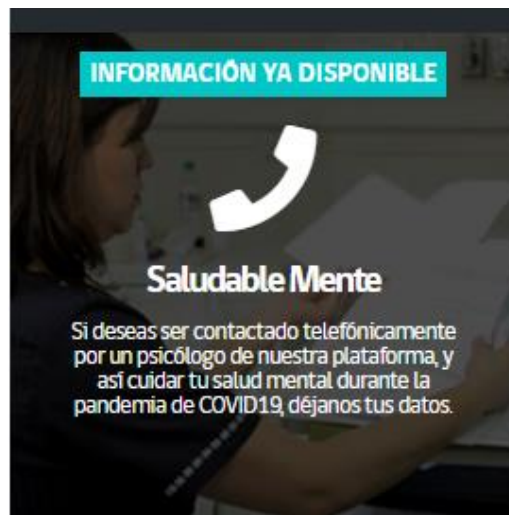 INFORMACIÓN YA DISPONIBLE
Saludable Mente
Si deseas ser contactado telefónicamente
por un psicólogo de nuestra plataforma, y
así cuidar tu salud mental durante la
pandemia de COVID19, déjanos tus datos.